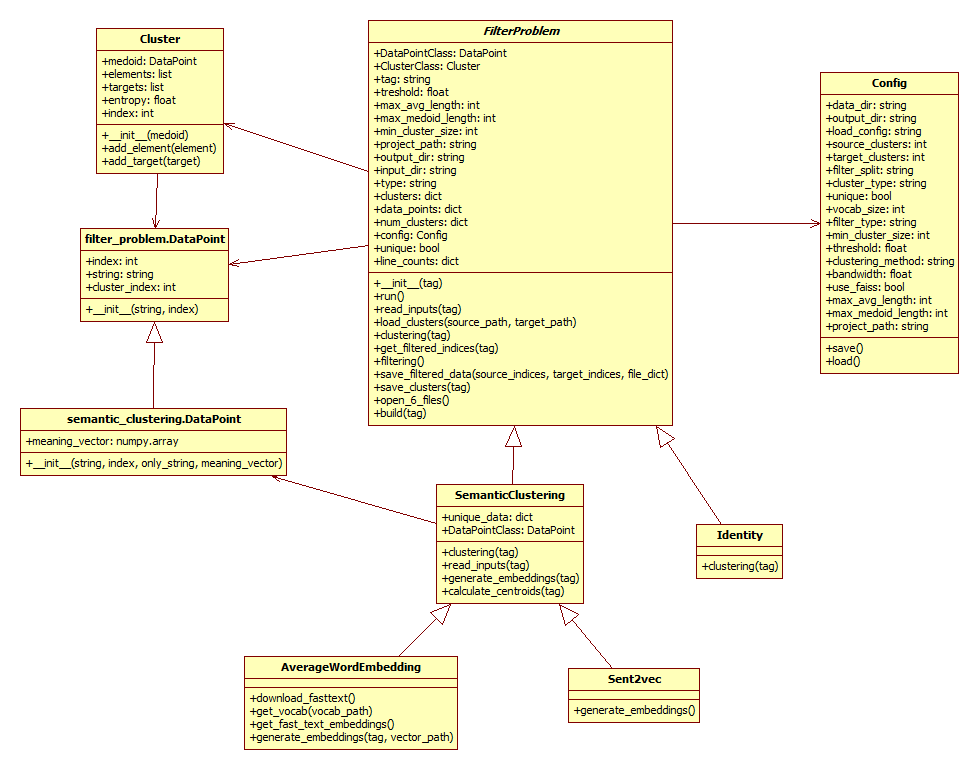 Cluster
+medoid: DataPoint
+elements: list
+targets: list
+entropy: float
+index: int
+__init__(medoid)
+add_element(element)
+add_target(target)
FilterProblem
+DataPointClass: DataPoint
+ClusterClass: Cluster
+tag: string
+treshold: float
+max_avg_length: int
+max_medoid_length: int
+min_cluster_size: int
+project_path: string
+output_dir: string
+input_dir: string
+type: string
+clusters: dict
+data_points: dict
+num_clusters: dict
+config: Config
+unique: bool
+line_counts: dict
+__init__(tag)
+run()
+read_inputs(tag)
+load_clusters(source_path, target_path)
+clustering(tag)
+get_filtered_indices(tag)
+filtering()
+save_filtered_data(source_indices, target_indices, file_dict)
+save_clusters(tag)
+open_6_files()
+build(tag)
Config
+data_dir: string
+output_dir: string
+load_config: string
+source_clusters: int
+target_clusters: int
+filter_split: string
+cluster_type: string
+unique: bool
+vocab_size: int
+filter_type: string
+min_cluster_size: int
+threshold: float
+clustering_method: string
+bandwidth: float
+use_faiss: bool
+max_avg_length: int
+max_medoid_length: int
+project_path: string
+save()
+load()
filter_problem.DataPoint
+index: int
+string: string
+cluster_index: int
+__init__(string, index)
semantic_clustering.DataPoint
+meaning_vector: numpy.array
+__init__(string, index, only_string, meaning_vector)
SemanticClustering
+unique_data: dict
+DataPointClass: DataPoint
+clustering(tag)
+read_inputs(tag)
+generate_embeddings(tag)
+calculate_centroids(tag)
Identity
+clustering(tag)
AverageWordEmbedding
+download_fasttext()
+get_vocab(vocab_path)
+get_fast_text_embeddings()
+generate_embeddings(tag, vector_path)
Sent2vec
+generate_embeddings()